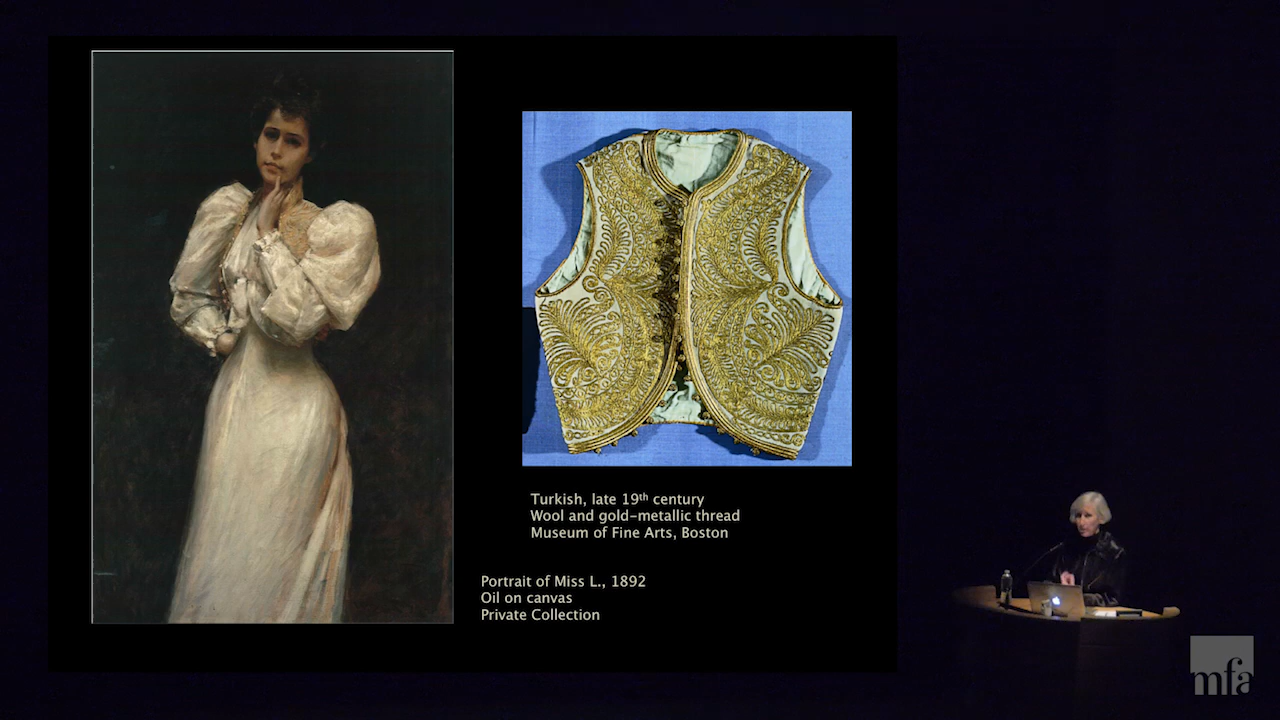 Turkish, late 19th century
Wool and gold-metallic thread
Museum of Fine Arts, Boston
Portrait of Miss L., 1892
Oil on canvas
Private Collection
mfa